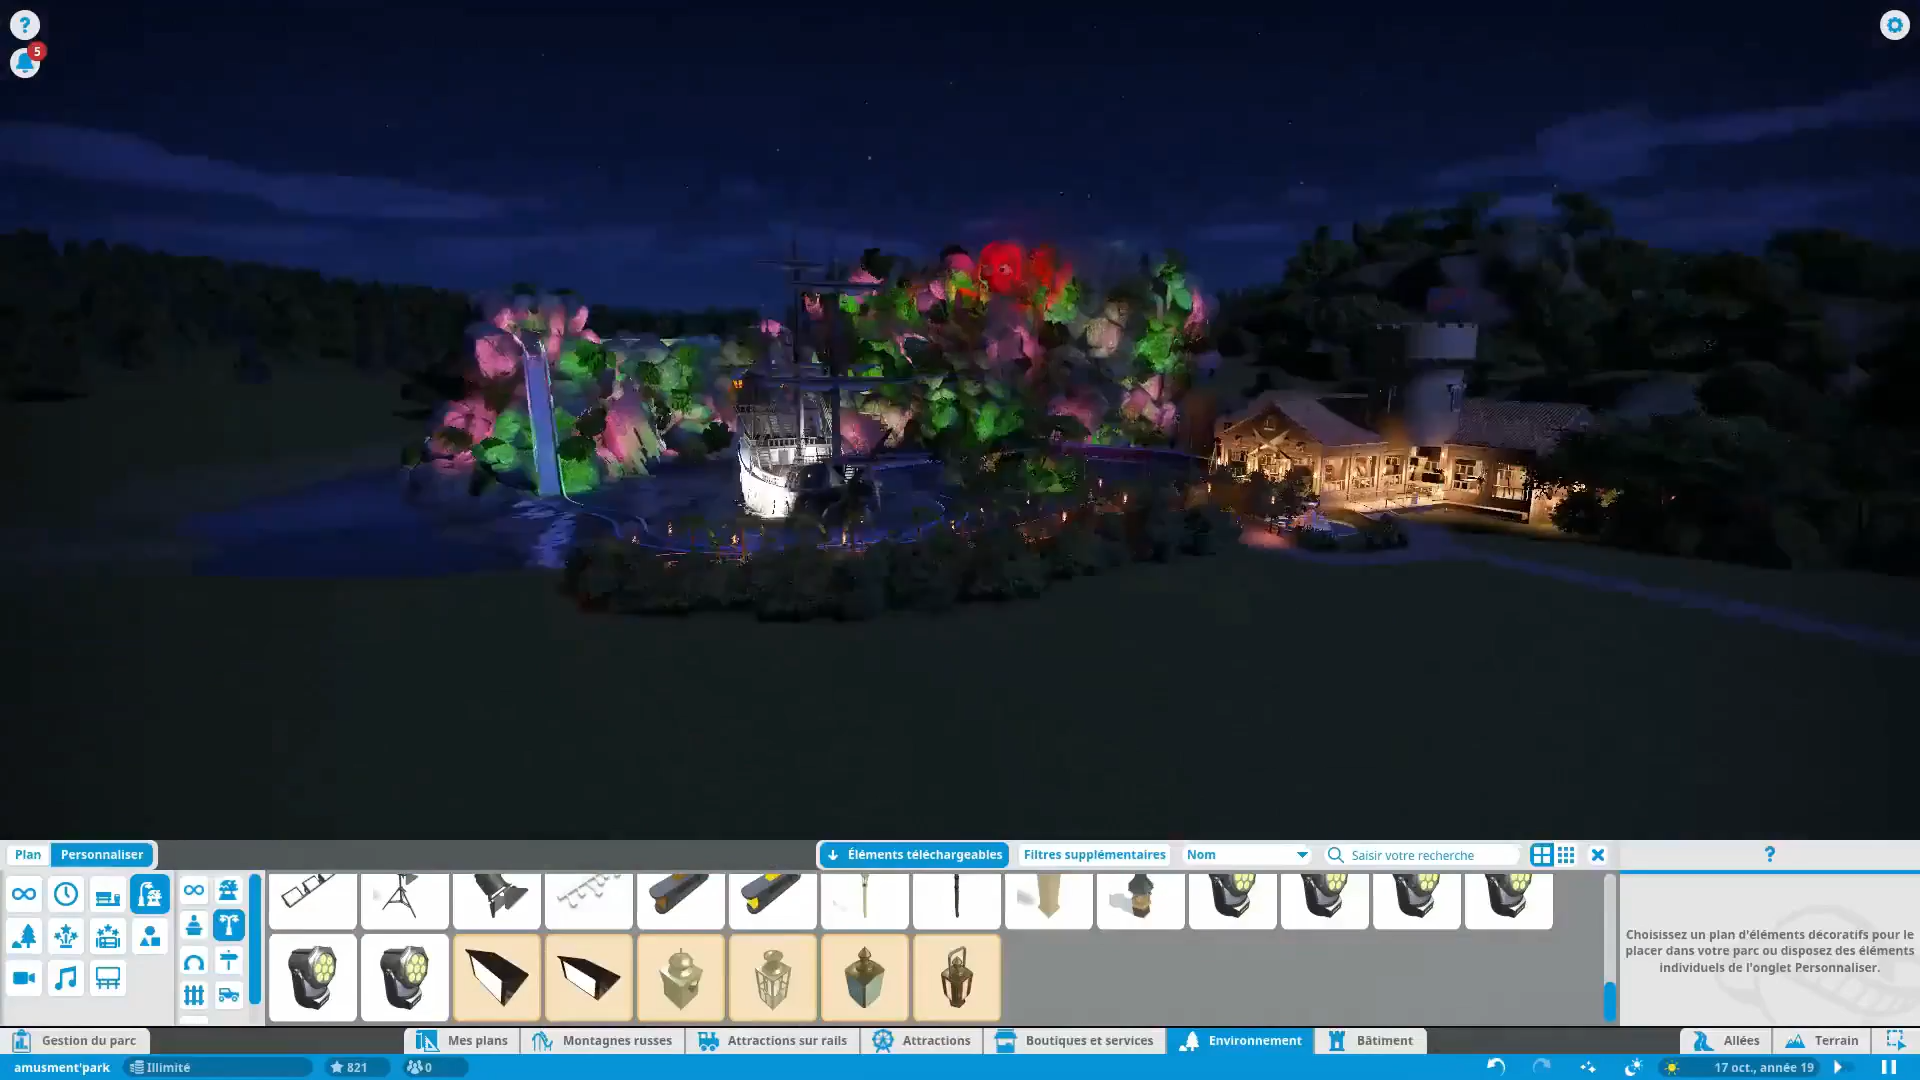 ?
5
Plan
Personnaliser
Éléments téléchargeables
Filtres supplémentaires
Nom
Saisir votre recherche
?
Choisissez un plan d'éléments décoratifs pour le
placer dans votre parc ou disposez des éléments
individuels de l'onglet Personnaliser.
Gestion du parc
Mes plans
Montagnes russes
Attractions sur rails
Attractions
Boutiques et services
Environnement
Bâtiment
Allées
Terrain
amusment'park
Illimité
821
0
17 oct., année 19